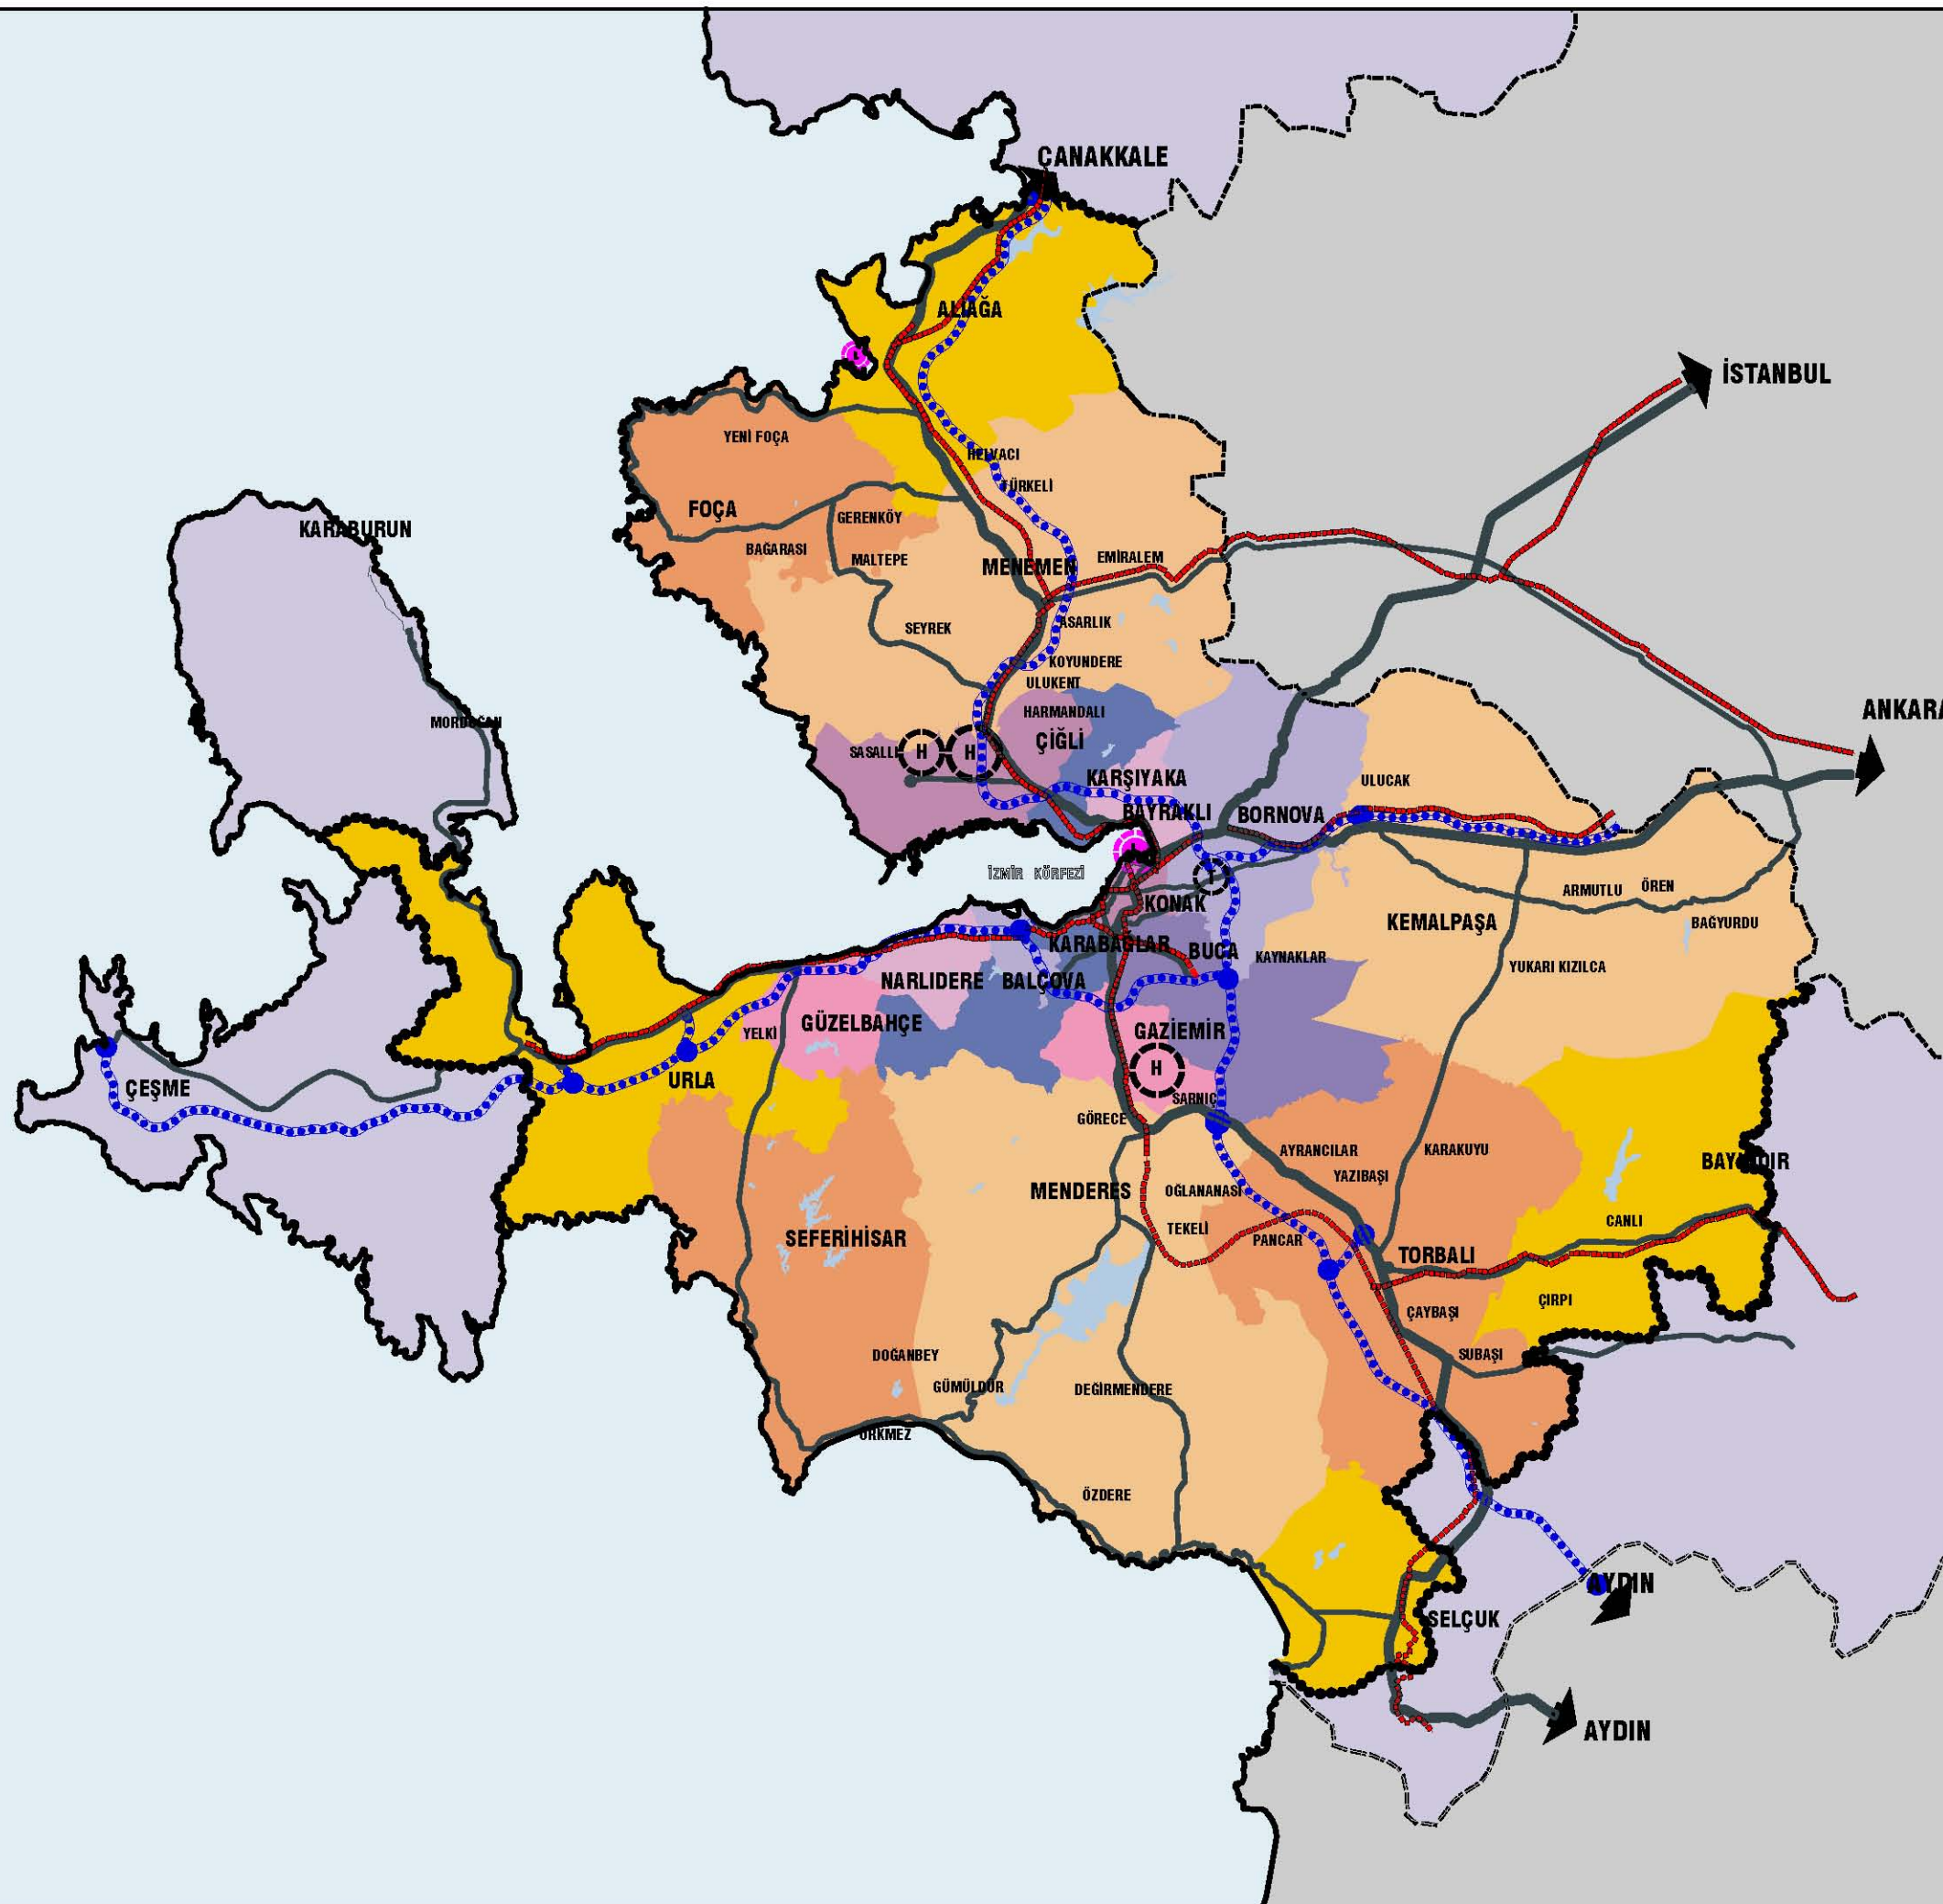 ÇANAKKALE
ALİAĞA
İSTANBUL
YENİ FOÇA
HELVACI
TÜRKELİ
FOÇA
GERENKÖY
KARABURUN
BAĞARASI
MALTEPE
MENEMEN
EMİRALEM
SEYREK
ASARLIK
KOYUNDERE
ULUKENT
HARMANDALI
ANKARA
MORDOĞAN
SASALLI
H
H
ÇİĞLİ
KARŞIYAKA
ULUCAK
BAYRAKLI
BORNOVA
L
L
İZMİR KÖRFEZİ
T
KONAK
ARMUTLU
ÖREN
KEMALPAŞA
BAĞYURDU
KARABAĞLAR
BUCA
KAYNAKLAR
YUKARI KIZILCA
NARLIDERE
BALÇOVA
GÜZELBAHÇE
YELKİ
GAZİEMİR
H
ÇEŞME
URLA
SARNIÇ
GÖRECE
AYRANCILAR
KARAKUYU
BAYINDIR
YAZIBAŞI
MENDERES
OĞLANANASI
TEKELİ
CANLI
SEFERİHİSAR
PANCAR
TORBALI
ÇIRPI
ÇAYBAŞI
SUBAŞI
DOĞANBEY
GÜMÜLDÜR
DEĞİRMENDERE
ÜRKMEZ
ÖZDERE
AYDIN
SELÇUK
AYDIN